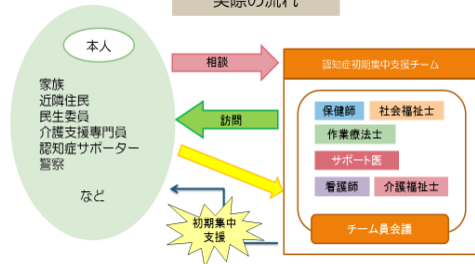 実際の流れ
本人
家族
近隣住民
民生委員
介護支援専門員
認知症サポーター
警察
など
相談
訪問
初期集中
支援
認知症初期集中支援チーム
保健師 社会福祉士
作業療法士
サポート医
看護師 介護福祉士
チーム員会議